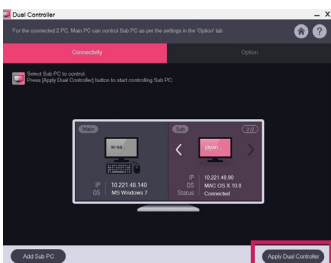 Dual Controller
For the connected 2 PC, Main PC can control Sub PC as per the settings in the 'Option' tab
Connectivity
Option
Select Sub PC to control.
Press [Apply Dual Controller] button to start controlling Sub PC.
Main
Sub
IP 10.221.48.140
OS MS Windows 7
IP 10.221.48.90
OS MAC OS X 10.8
Status Connected
Add Sub PC
Apply Dual Controller